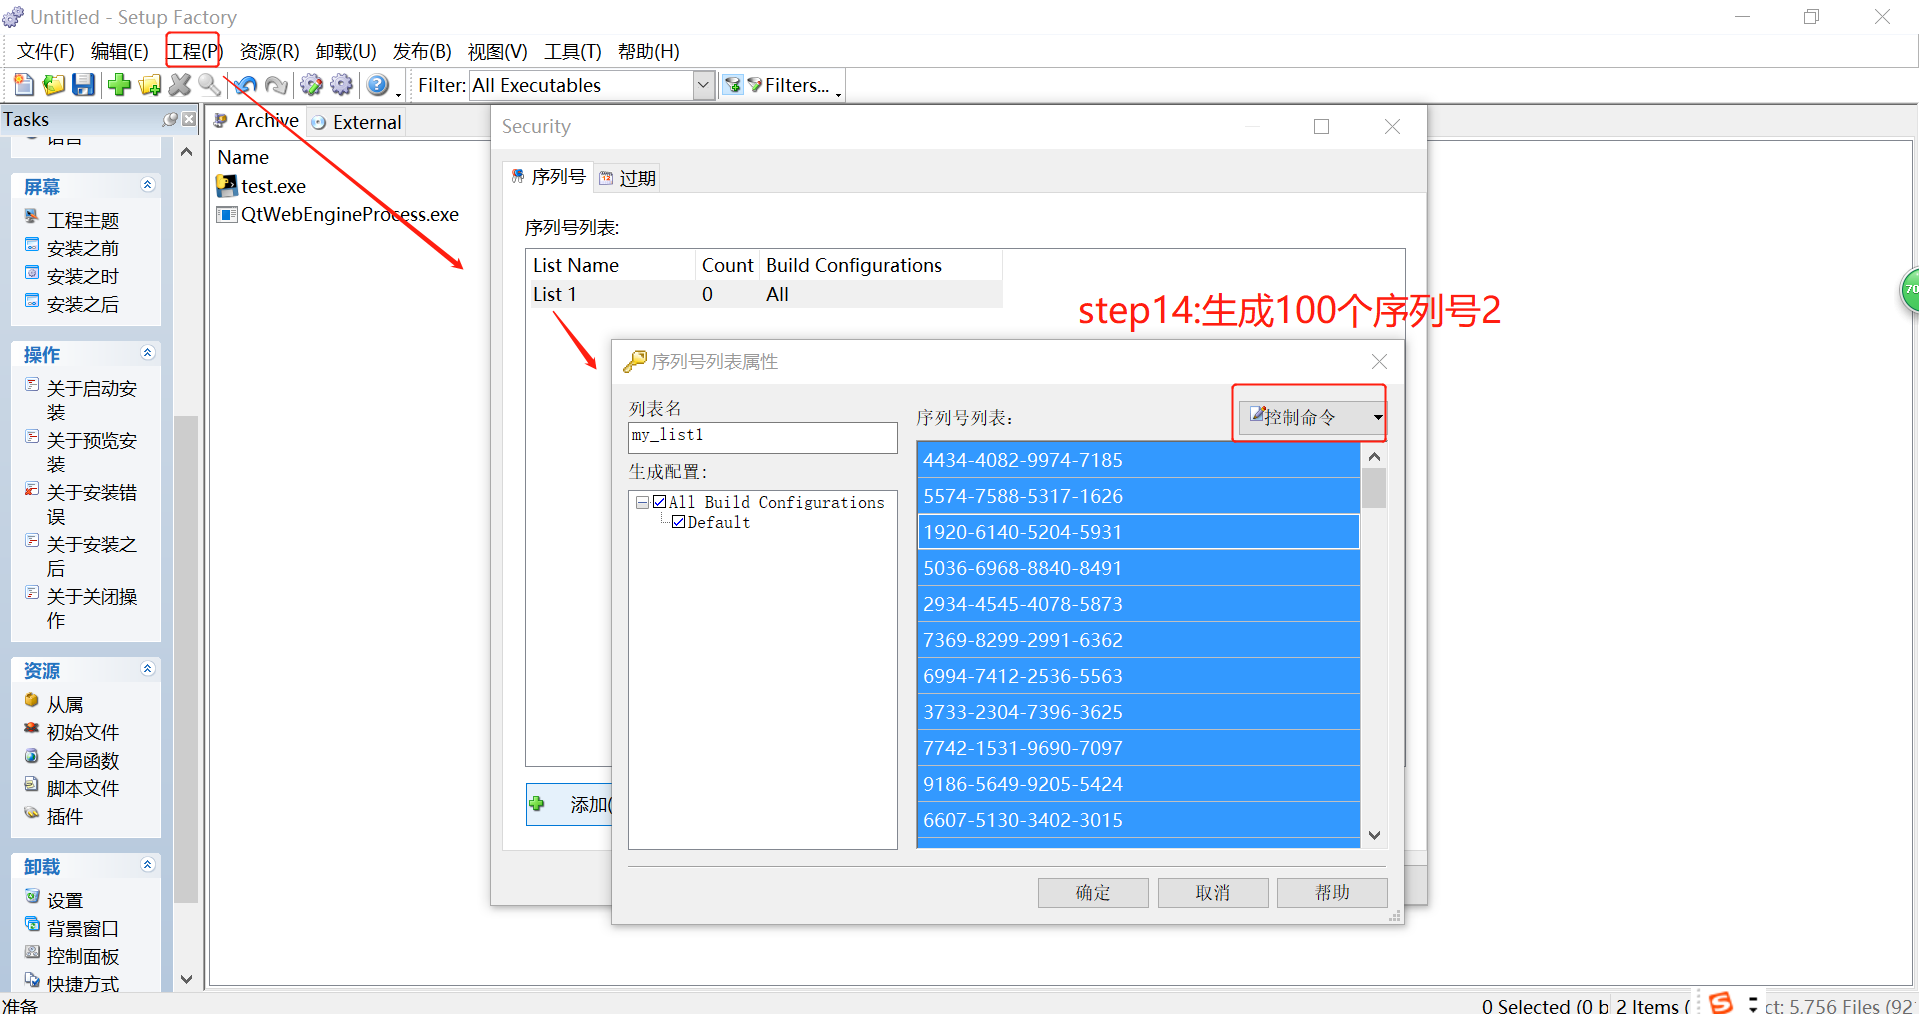 Untitled - Setup Factory
文件(F) 编辑(E) 工程(P) 资源(R) 卸载(U) 发布(B) 视图(V) 工具(T) 帮助(H)
Filter: All Executables Filters...
Tasks
语言
屏幕
工程主题
安装之前
安装之时
安装之后
操作
关于启动安
装
关于预览安
装
关于安装错
误
关于安装之
后
关于关闭操
作
资源
从属
初始文件
全局函数
脚本文件
插件
卸载
设置
背景窗口
控制面板
快捷方式
Archive External
Name
test.exe
QtWebEngineProcess.exe
Security
序列号 过期
序列号列表:
List Name Count Build Configurations
List 1 0 All
step14:生成100个序列号2
添加(
序列号列表属性
列表名
my_list1
生成配置:
All Build Configurations
Default
序列号列表:
控制命令
4434-4082-9974-7185
5574-7588-5317-1626
1920-6140-5204-5931
5036-6968-8840-8491
2934-4545-4078-5873
7369-8299-2991-6362
6994-7412-2536-5563
3733-2304-7396-3625
7742-1531-9690-7097
9186-5649-9205-5424
6607-5130-3402-3015
确定 取消 帮助
70
准备
0 Selected (0 b 2 Items ( ct: 5,756 Files (92